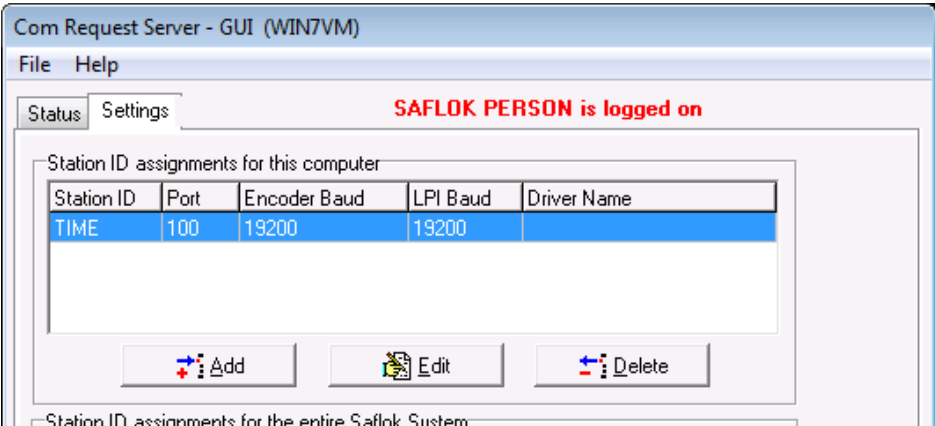 Com Request Server - GUI (WIN7VM)
File Help
Status Settings SAFLOK PERSON is logged on
Station ID assignments for this computer
Station ID Port Encoder Baud LPI Baud Driver Name
TIME 100 19200 19200
Add Edit Delete
Station ID assignments for the entire Saflok System